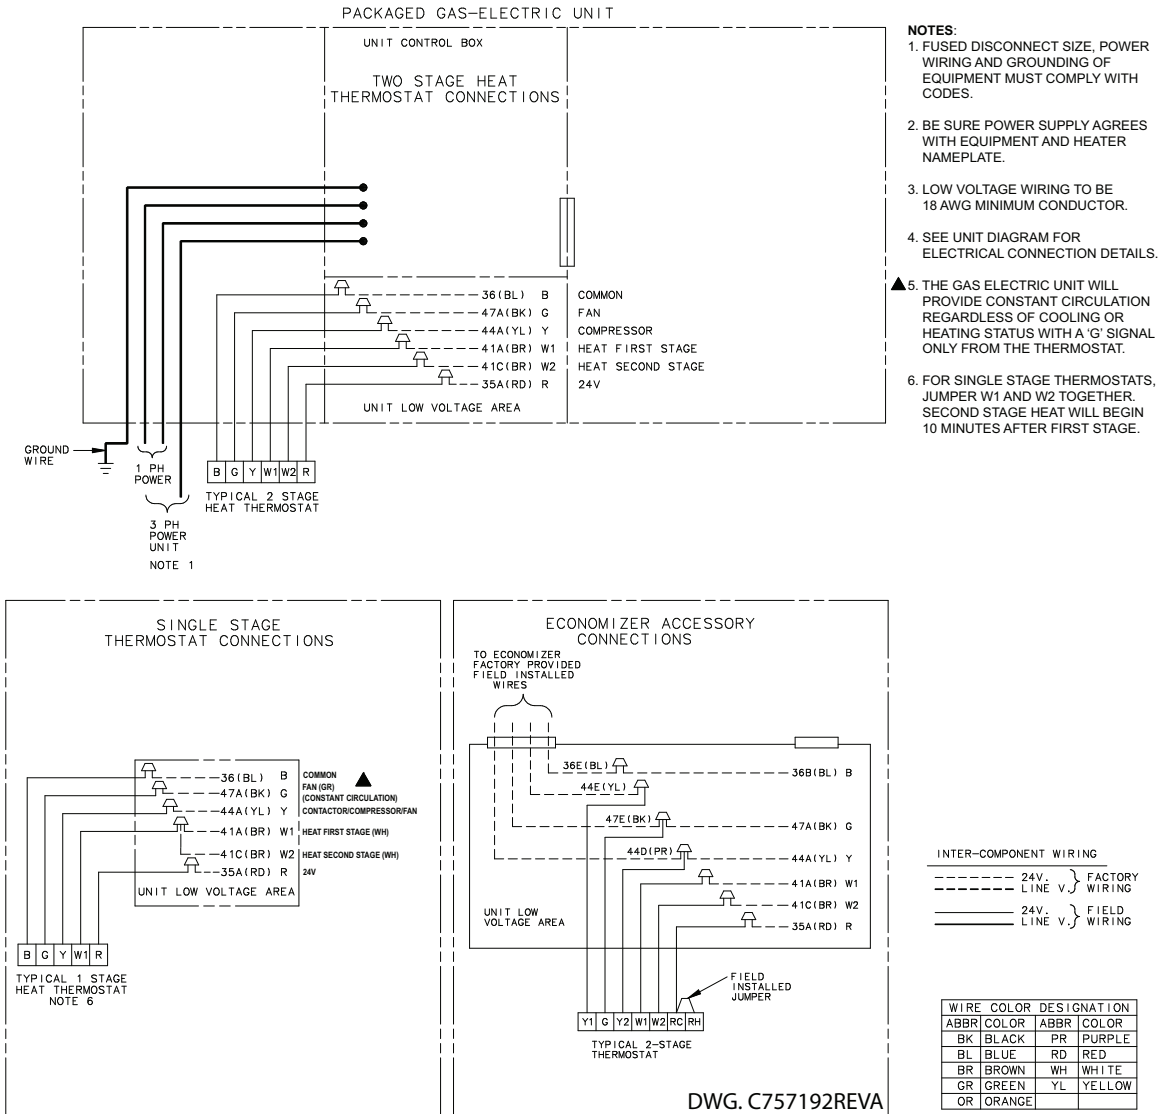 PACKAGED GAS-ELECTRIC UNIT
UNIT CONTROL BOX
TWO STAGE HEAT
THERMOSTAT CONNECTIONS
36(BL) B COMMON
47A(BK) G FAN
44A(YL) Y COMPRESSOR
41A(BR) W1 HEAT FIRST STAGE
41C(BR) W2 HEAT SECOND STAGE
35A(RD) R 24V
UNIT LOW VOLTAGE AREA
GROUND
WIRE
1 PH
POWER
3 PH
POWER
UNIT
NOTE 1
B G Y W1 W2 R
TYPICAL 2 STAGE
HEAT THERMOSTAT
NOTES:
1. FUSED DISCONNECT SIZE, POWER
WIRING AND GROUNDING OF
EQUIPMENT MUST COMPLY WITH
CODES.
2. BE SURE POWER SUPPLY AGREES
WITH EQUIPMENT AND HEATER
NAMEPLATE.
3. LOW VOLTAGE WIRING TO BE
18 AWG MINIMUM CONDUCTOR.
4. SEE UNIT DIAGRAM FOR
ELECTRICAL CONNECTION DETAILS.
5. THE GAS ELECTRIC UNIT WILL
PROVIDE CONSTANT CIRCULATION
REGARDLESS OF COOLING OR
HEATING STATUS WITH A ‘G’ SIGNAL
ONLY FROM THE THERMOSTAT.
6. FOR SINGLE STAGE THERMOSTATS,
JUMPER W1 AND W2 TOGETHER.
SECOND STAGE HEAT WILL BEGIN
10 MINUTES AFTER FIRST STAGE.
SINGLE STAGE
THERMOSTAT CONNECTIONS
36(BL) B COMMON
47A(BK) G FAN (GR)
(CONSTANT CIRCULATION)
44A(YL) Y CONTACTOR/COMPRESSOR/FAN
41A(BR) W1 HEAT FIRST STAGE (WH)
41C(BR) W2 HEAT SECOND STAGE (WH)
35A(RD) R 24V
UNIT LOW VOLTAGE AREA
B G Y W1 R
TYPICAL 1 STAGE
HEAT THERMOSTAT
NOTE 6
ECONOMIZER ACCESSORY
CONNECTIONS
TO ECONOMIZER
FACTORY PROVIDED
FIELD INSTALLED
WIRES
36E(BL) 36B(BL) B
44E(YL)
47E(BK) 47A(BK) G
44D(PR) 44A(YL) Y
41A(BR) W1
41C(BR) W2
35A(RD) R
UNIT LOW
VOLTAGE AREA
FIELD
INSTALLED
JUMPER
Y1 G Y2 W1 W2 RC RH
TYPICAL 2-STAGE
THERMOSTAT
DWG. C757192REVA
INTER-COMPONENT WIRING
24V. FACTORY
LINE V. WIRING
24V. FIELD
LINE V. WIRING
WIRE COLOR DESIGNATION
ABBR COLOR ABBR COLOR
BK BLACK PR PURPLE
BL BLUE RD RED
BR BROWN WH WHITE
GR GREEN YL YELLOW
OR ORANGE